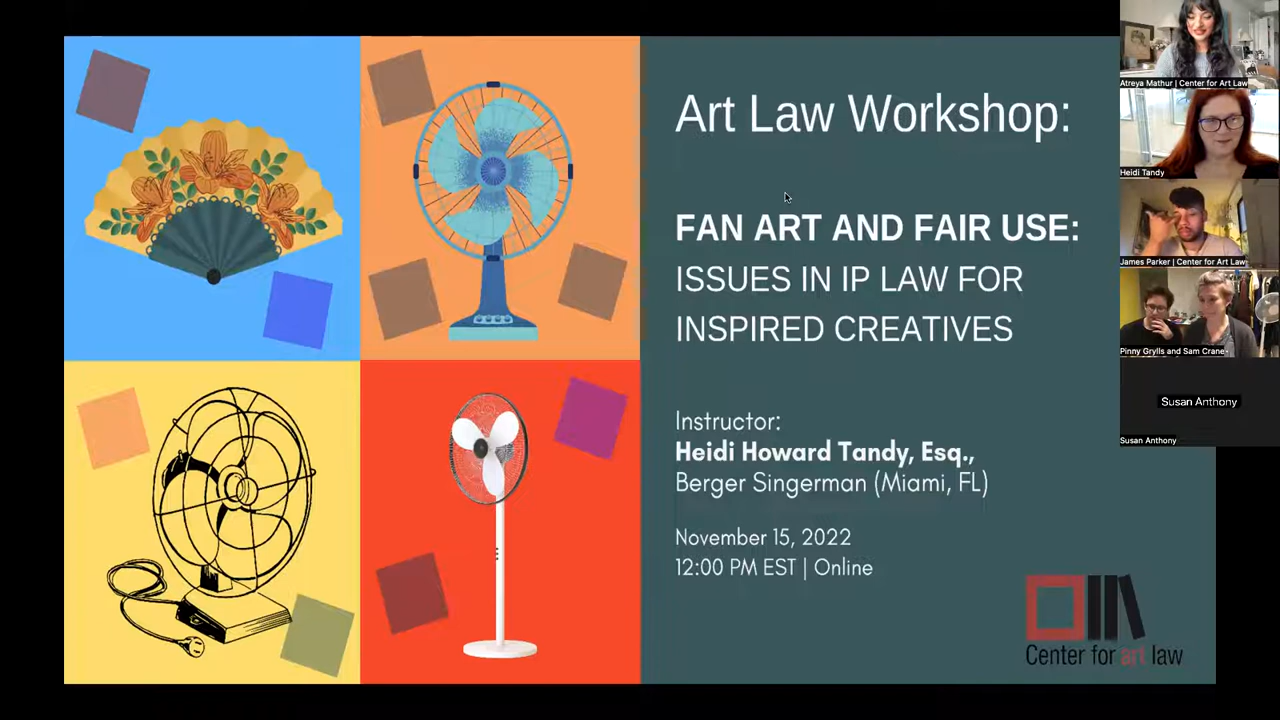 Art Law Workshop:
FAN ART AND FAIR USE:
ISSUES IN IP LAW FOR
INSPIRED CREATIVES
Instructor:
Heidi Howard Tandy, Esq.,
Berger Singerman (Miami, FL)
November 15, 2022
12:00 PM EST | Online
Center for art law
Atreya Mathur | Center for Art Law
Heidi Tandy
James Parker | Center for Art Law
Pinny Grylls and Sam Crane
Susan Anthony
Susan Anthony